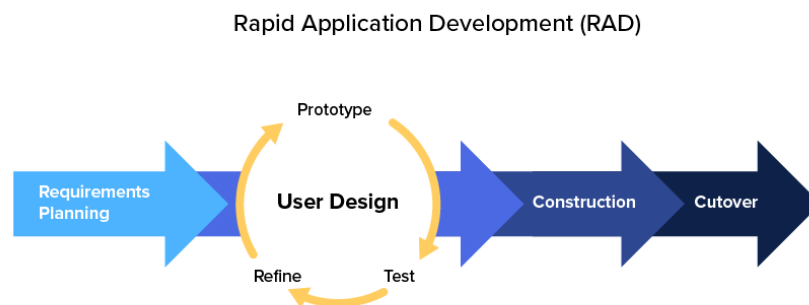 Rapid Application Development (RAD)
Prototype
Requirements
Planning
User Design
Construction
Cutover
Refine
Test